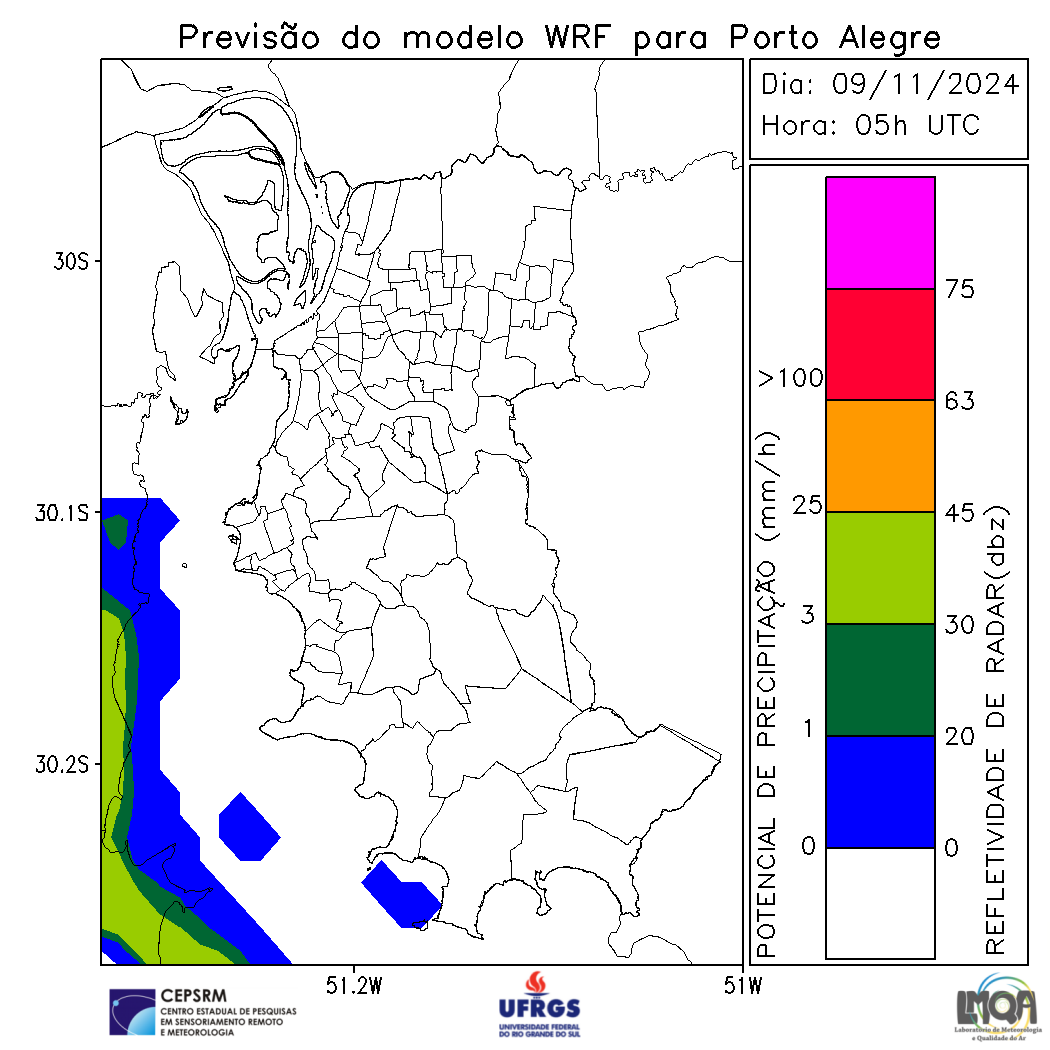 Previsão do modelo WRF para Porto Alegre
Dia: 09/11/2024
Hora: 05h UTC
30S
30.1S
30.2S
51.2W
51W
POTENCIAL DE PRECIPITAÇÃO (mm/h)
>100
25
3
1
0
75
63
45
30
20
0
REFLETIVIDADE DE RADAR(dbz)
CEPSRM
CENTRO ESTADUAL DE PESQUISAS
EM SENSORIAMENTO REMOTO
E METEOROLOGIA
UFRGS
UNIVERSIDADE FEDERAL
DO RIO GRANDE DO SUL
LMQA
Laboratório de Meteorologia
e Qualidade do Ar